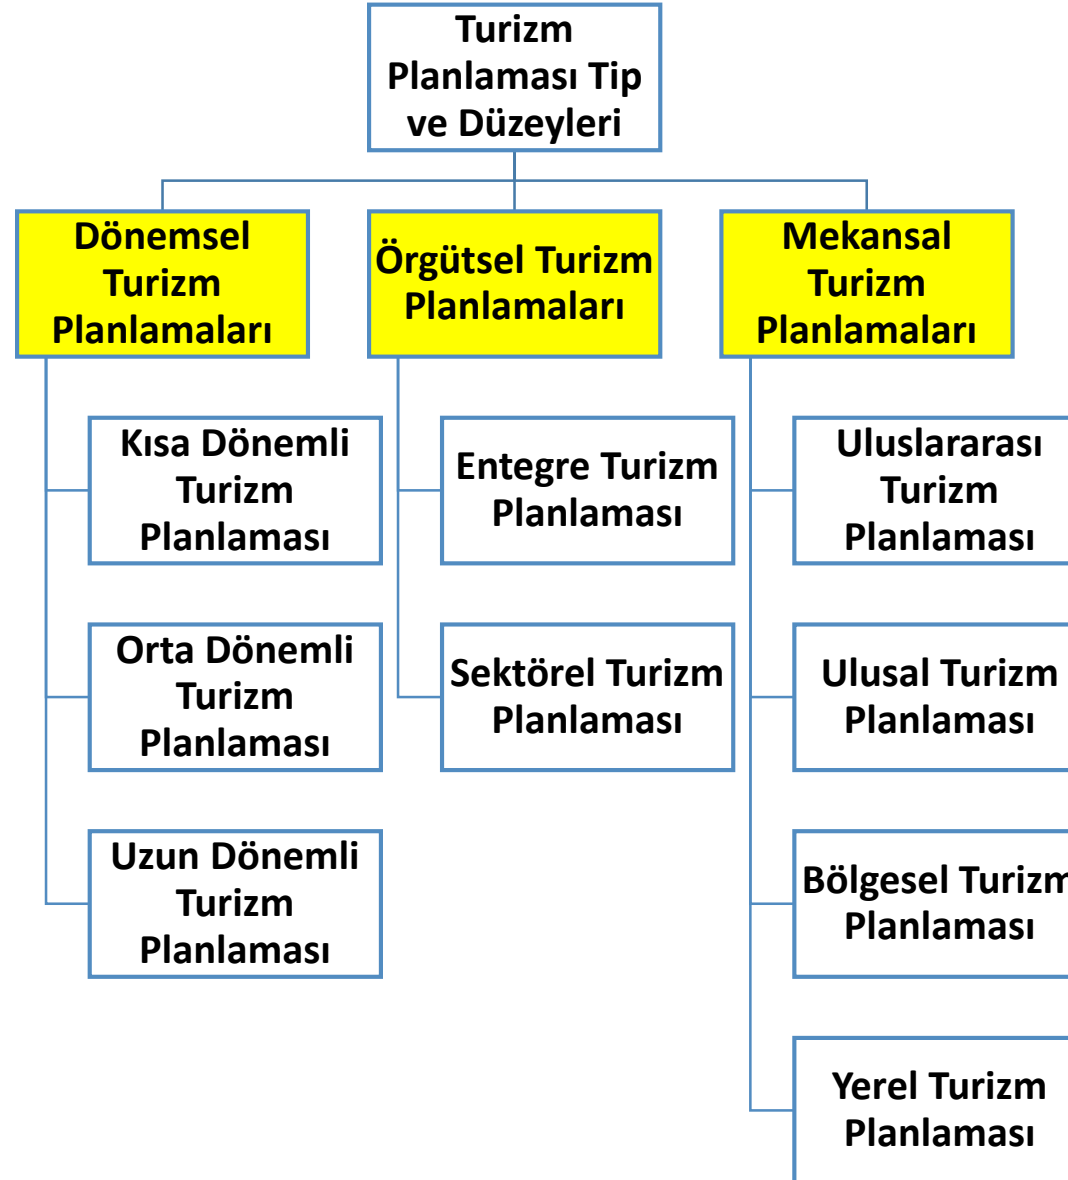 Turizm
Planlaması Tip
ve Düzeyleri
Dönemsel
Turizm
Planlamaları
Kısa Dönemli
Turizm
Planlaması
Orta Dönemli
Turizm
Planlaması
Uzun Dönemli
Turizm
Planlaması
Örgütsel Turizm
Planlamaları
Entegre Turizm
Planlaması
Sektörel Turizm
Planlaması
Mekansal
Turizm
Planlamaları
Uluslararası
Turizm
Planlaması
Ulusal Turizm
Planlaması
Bölgesel Turizm
Planlaması
Yerel Turizm
Planlaması